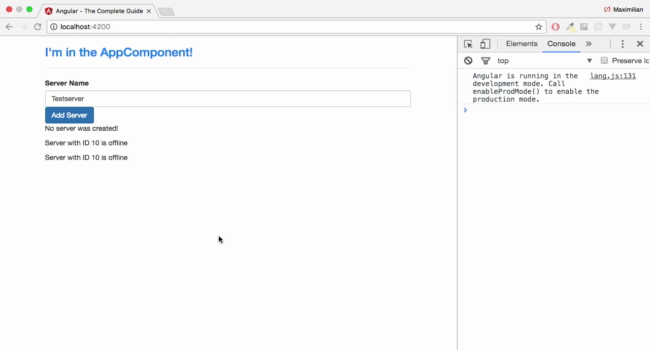 Angular - The Complete Guide
Maximilian
localhost:4200
I'm in the AppComponent!
Server Name
Testserver
Add Server
No server was created!
Server with ID 10 is offline
Server with ID 10 is offline
Elements Console »
top Preserve lo
Angular is running in the lang.js:131
development mode. Call
enableProdMode() to enable the
production mode.